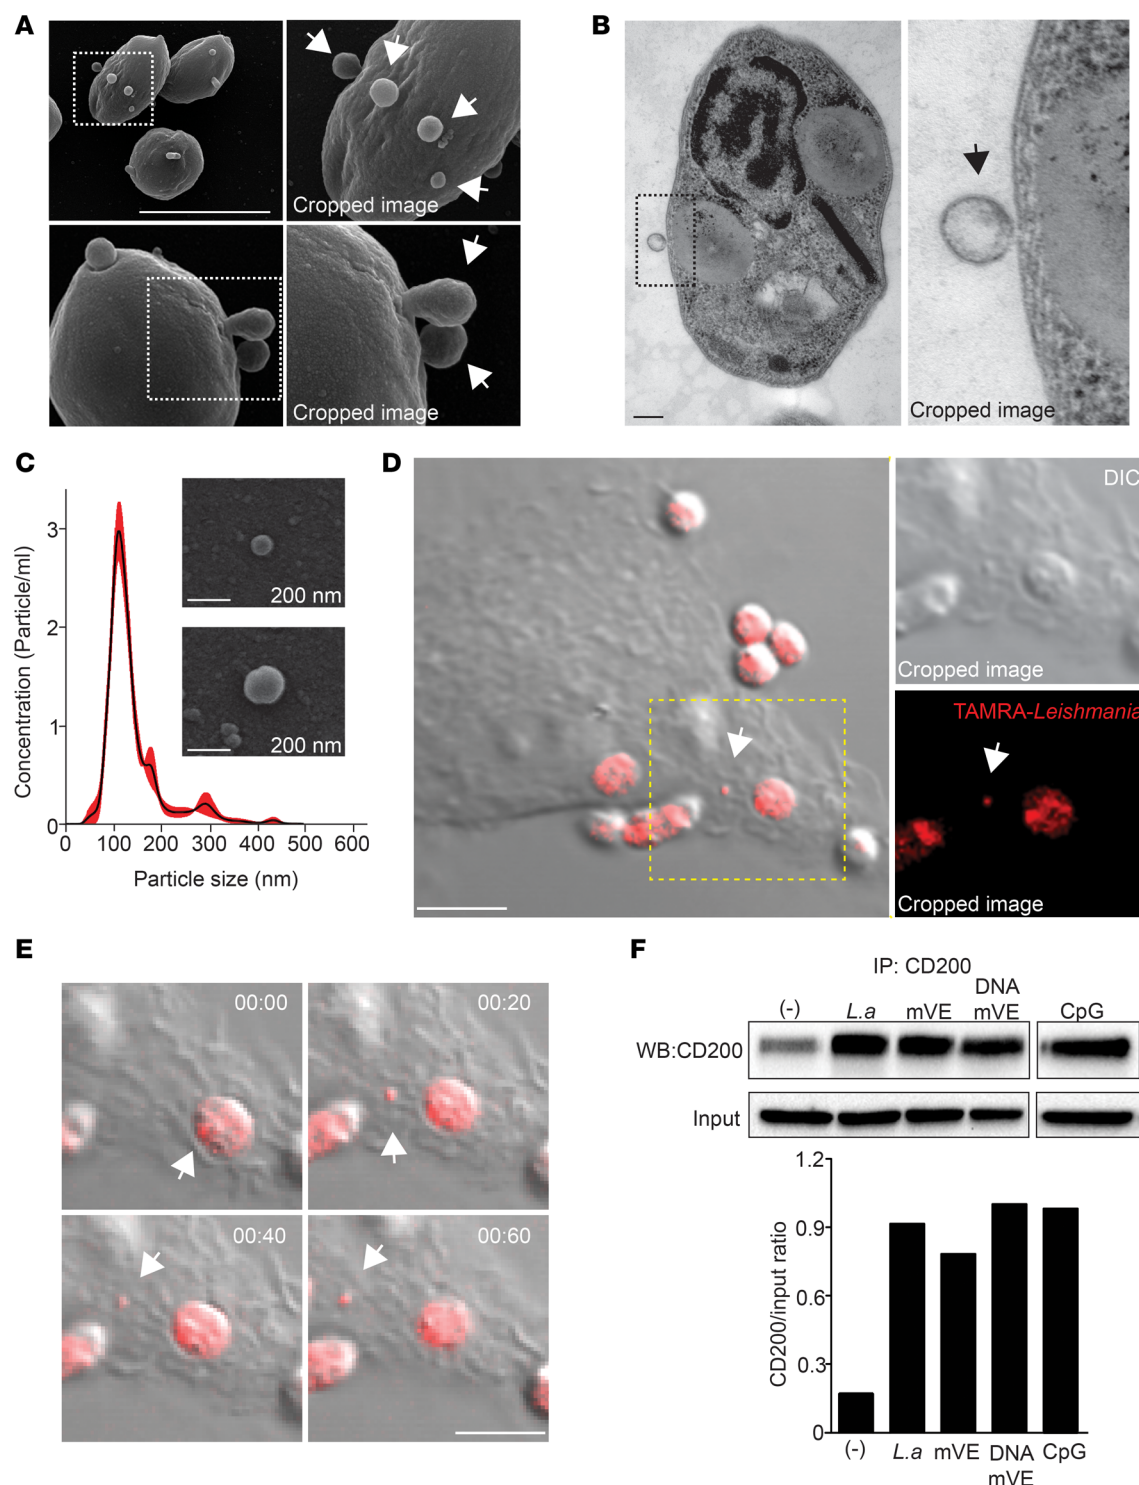 A
Cropped image
Cropped image
B
Cropped image
C
Concentration (Particle/ml)
3
2
1
0
0 100 200 300 400 500 600
Particle size (nm)
200 nm
200 nm
D
DIC
Cropped image
TAMRA-Leishmania
Cropped image
E
00:00
00:20
00:40
00:60
F
IP: CD200
(-) L.a mVE DNA mVE CpG
WB:CD200
Input
CD200/input ratio
1.2
0.9
0.6
0.3
0
(-) L.a mVE DNA mVE CpG